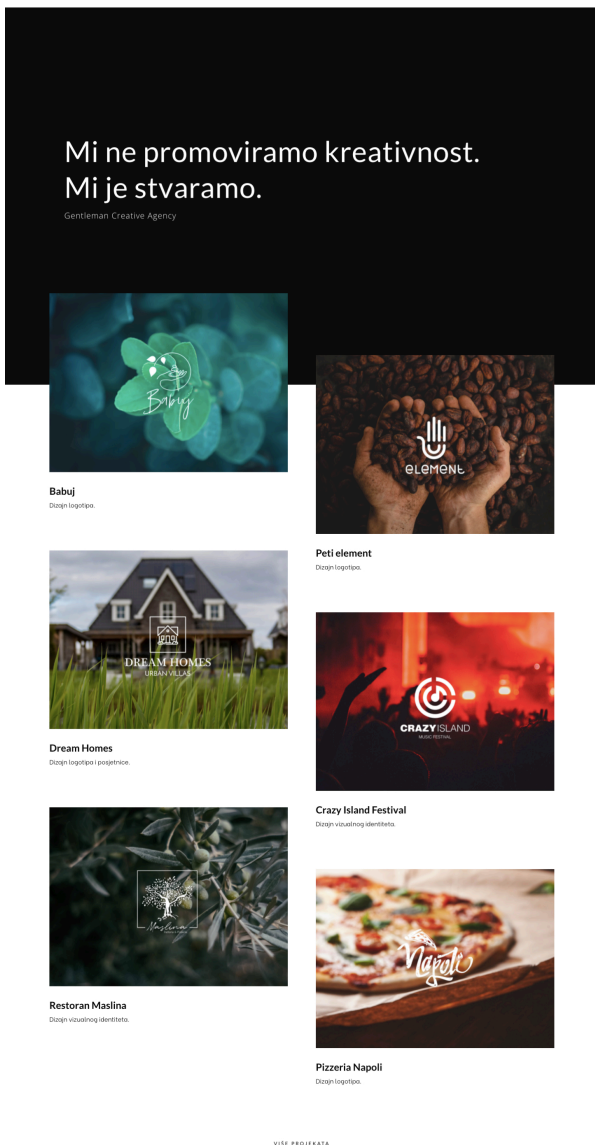 Mi ne promoviramo kreativnost.
Mi je stvaramo.
Gentleman Creative Agency
Babuj
Babuj
Dizajn logotipa.
eLEMENt
Peti element
Dizajn logotipa.
DREAM HOMES
URBAN VILLAS
Dream Homes
Dizajn logotipa i posjetnice.
CRAZYISLAND
MUSIC FESTIVAL
Crazy Island Festival
Dizajn vizualnog identiteta.
Maslina
Restoran Maslina
Dizajn vizualnog identiteta.
Napoli
Pizzeria Napoli
Dizajn logotipa.
VIŠE PROJEKATA